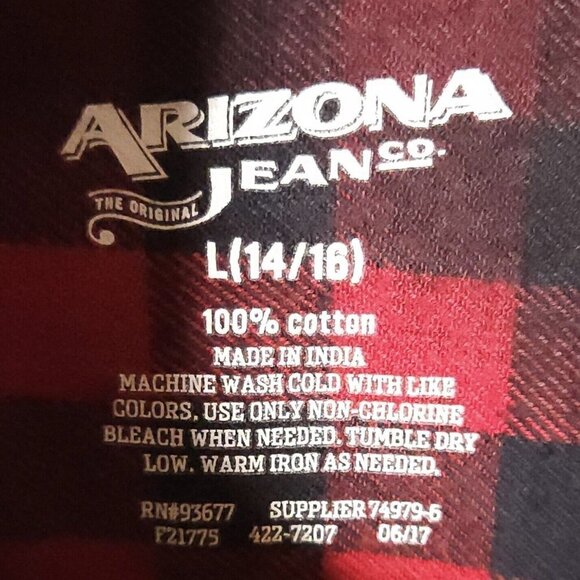 ARIZONA
JEAN CO.
THE ORIGINAL
L(14/16)
100% cotton
MADE IN INDIA
MACHINE WASH COLD WITH LIKE
COLORS. USE ONLY NON-CHLORINE
BLEACH WHEN NEEDED. TUMBLE DRY
LOW. WARM IRON AS NEEDED.
RN#93677 SUPPLIER 74979-6
F21775 422-7207 06/17